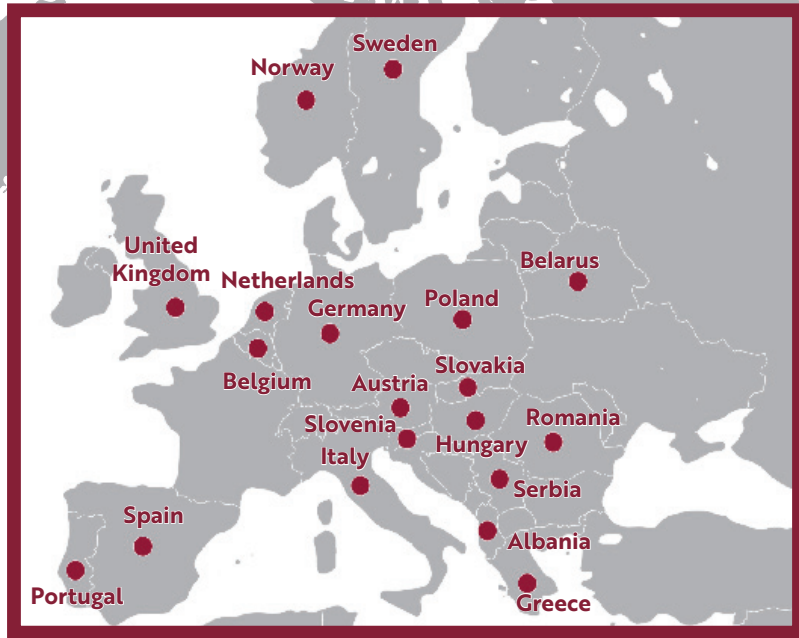 Sweden
Norway
United
Kingdom
Netherlands
Belarus
Germany
Poland
Belgium
Austria
Slovakia
Slovenia
Hungary
Romania
Italy
Serbia
Spain
Albania
Portugal
Greece